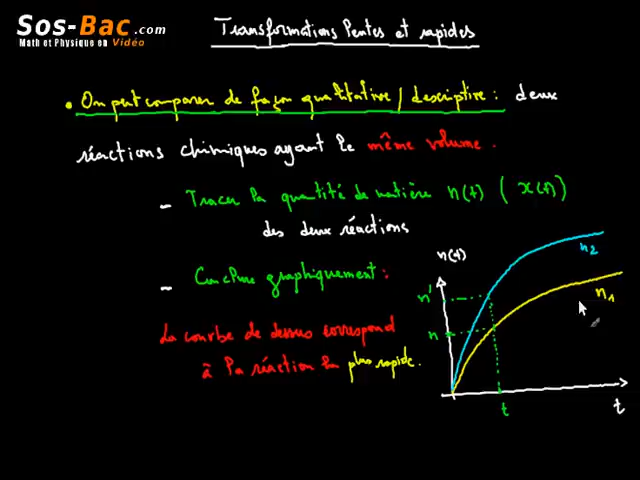 Sos-Bac.com
Math et Physique en Vidéo
Transformations lentes et rapides
• On peut comparer de façon qualitative / descriptive : deux
réactions chimiques ayant le même volume.
- Tracer la quantité de matière n(t) (x(t))
des deux réactions
- Conclure graphiquement :
La courbe de dessus correspond
à la réaction la plus rapide.
n(t)
n2
n'
n1
n
t
t